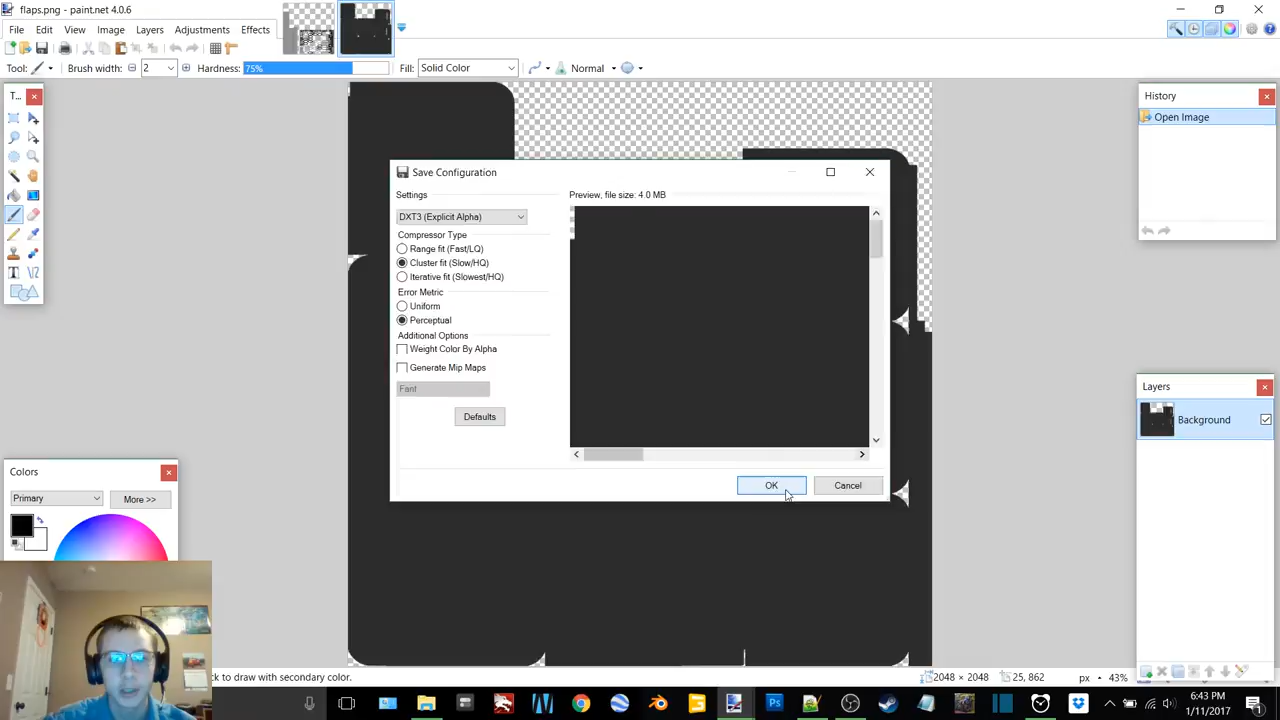 flaps.png - paint.net 4.0.6
File Edit View Image Layers Adjustments Effects
Tool: Brush width: 2 Hardness: 75% Fill: Solid Color Normal
T...
History
Open Image
Save Configuration
Settings
Preview, file size: 4.0 MB
DXT3 (Explicit Alpha)
Compressor Type
Range fit (Fast/LQ)
Cluster fit (Slow/HQ)
Iterative fit (Slowest/HQ)
Error Metric
Uniform
Perceptual
Additional Options
Weight Color By Alpha
Generate Mip Maps
Fant
Defaults
OK Cancel
Layers
Background
Colors
Primary More >>
ck to draw with secondary color.
2048 × 2048 25, 862 px 43%
6:43 PM
1/11/2017